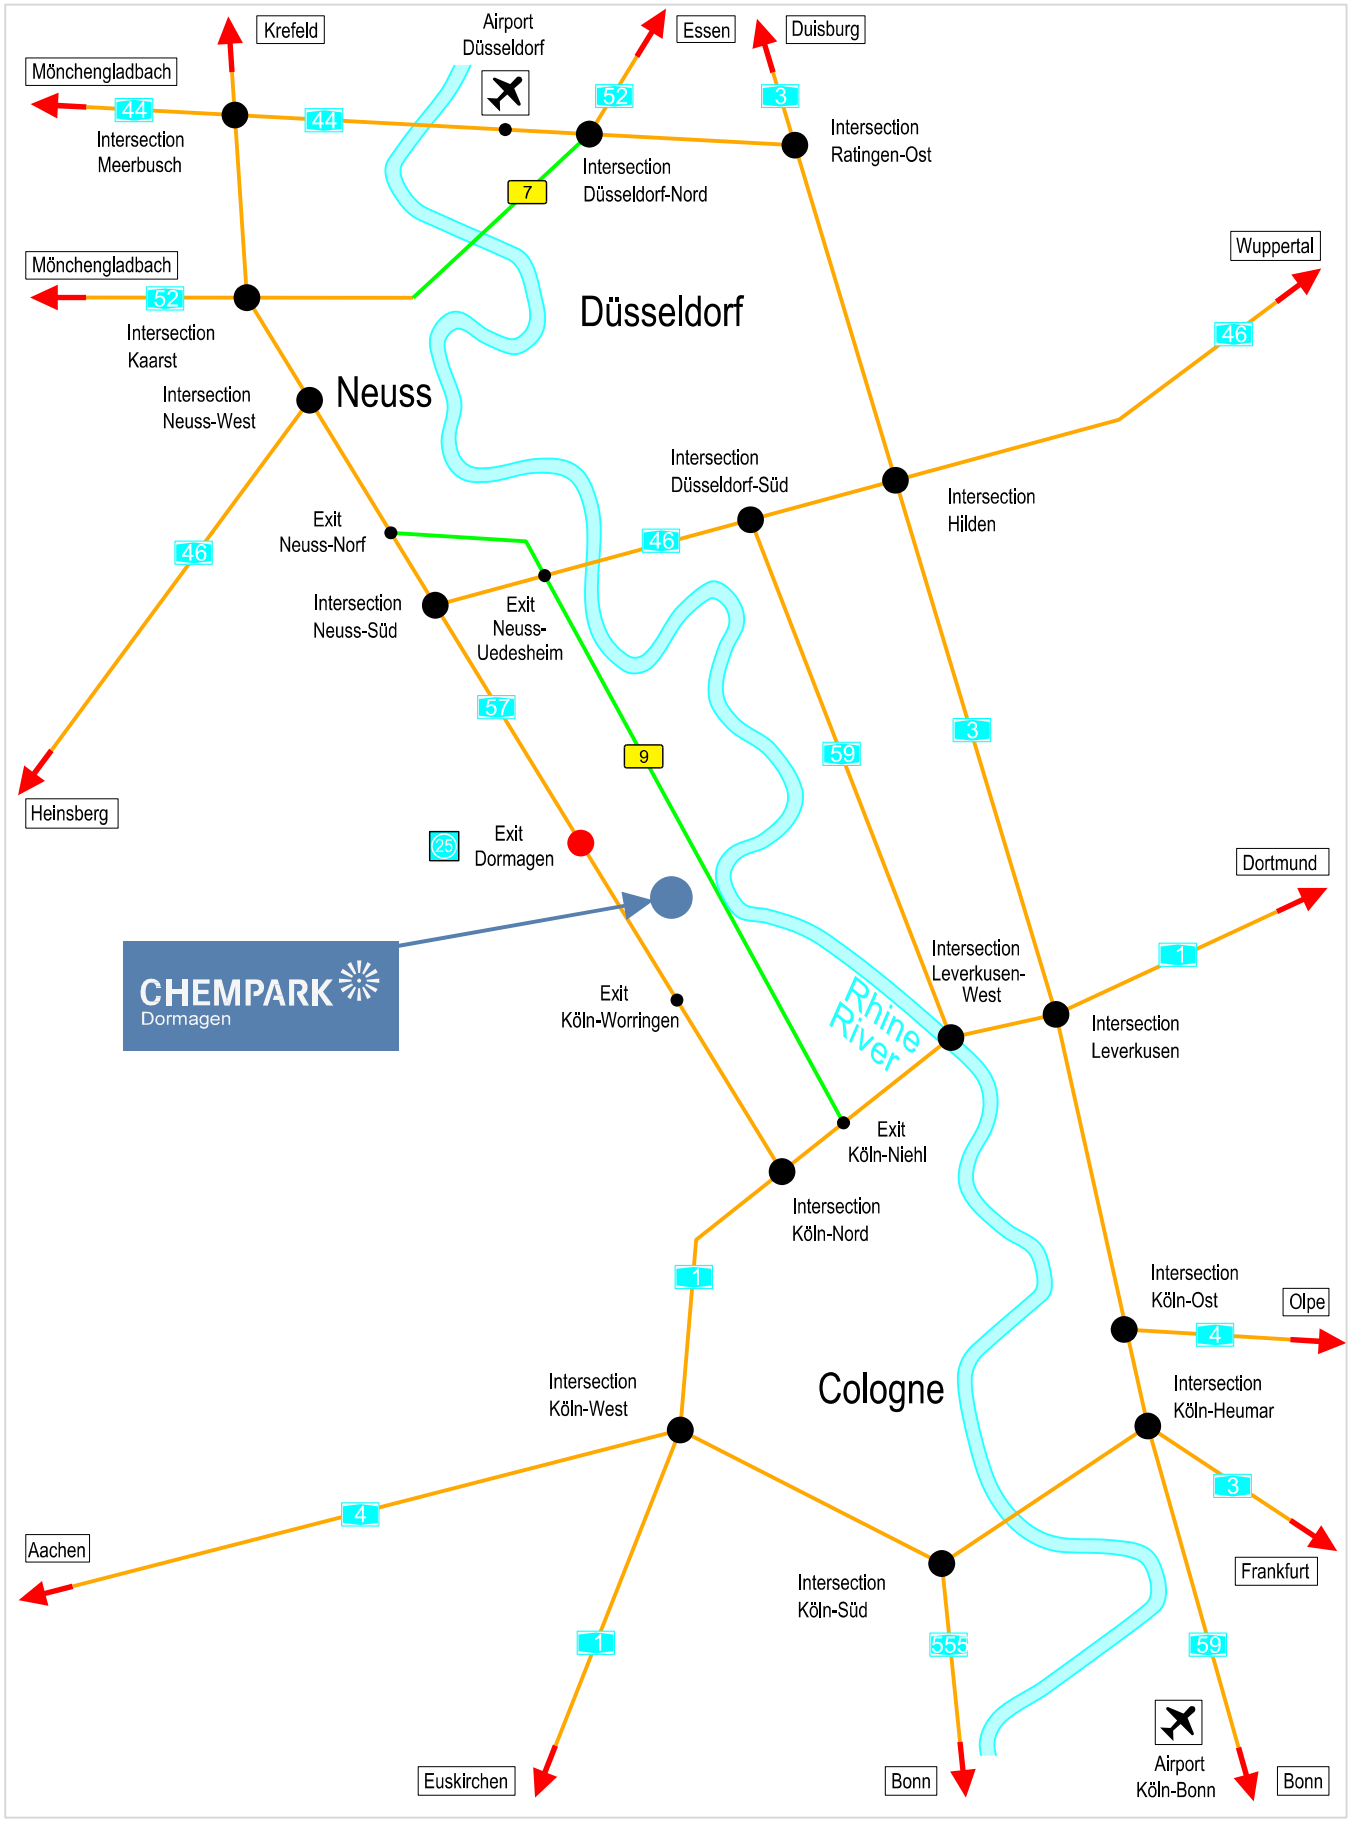 Krefeld
Airport
Düsseldorf
Essen
Duisburg
Mönchengladbach
44
44
52
3
Intersection
Meerbusch
Intersection
Ratingen-Ost
Intersection
Düsseldorf-Nord
7
Wuppertal
Mönchengladbach
52
Düsseldorf
46
Intersection
Kaarst
Intersection
Neuss-West
Neuss
Intersection
Düsseldorf-Süd
Intersection
Hilden
Exit
Neuss-Norf
46
46
Intersection
Neuss-Süd
Exit
Neuss-
Uedesheim
57
3
59
9
Heinsberg
25
Exit
Dormagen
Dortmund
1
CHEMPARK
Dormagen
Intersection
Leverkusen-
West
Rhine
River
Exit
Köln-Worringen
Intersection
Leverkusen
Exit
Köln-Niehl
Intersection
Köln-Nord
1
Intersection
Köln-Ost
Olpe
4
Cologne
Intersection
Köln-West
Intersection
Köln-Heumar
3
4
Aachen
Frankfurt
Intersection
Köln-Süd
1
555
59
Airport
Köln-Bonn
Euskirchen
Bonn
Bonn